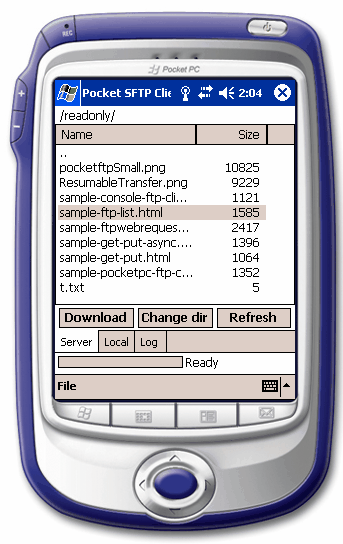 REC
Pocket PC
Pocket SFTP Clie 2:04
/readonly/
Name Size
..
pocketftpSmall.png 10825
ResumableTransfer.png 9229
sample-console-ftp-cli... 1121
sample-ftp-list.html 1585
sample-ftpwebreques... 2417
sample-get-put-async.... 1396
sample-get-put.html 1064
sample-pocketpc-ftp-c... 1352
t.txt 5
Download Change dir Refresh
Server Local Log
Ready
File